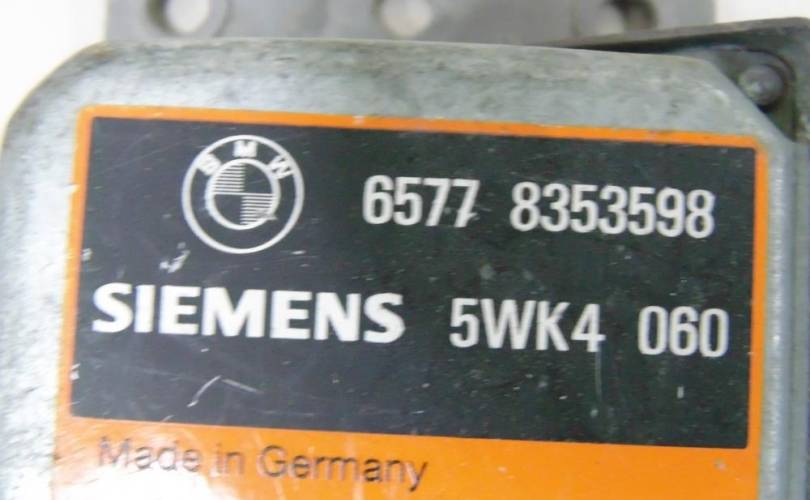 BMW 6577 8353598
SIEMENS 5WK4 060
Made in Germany